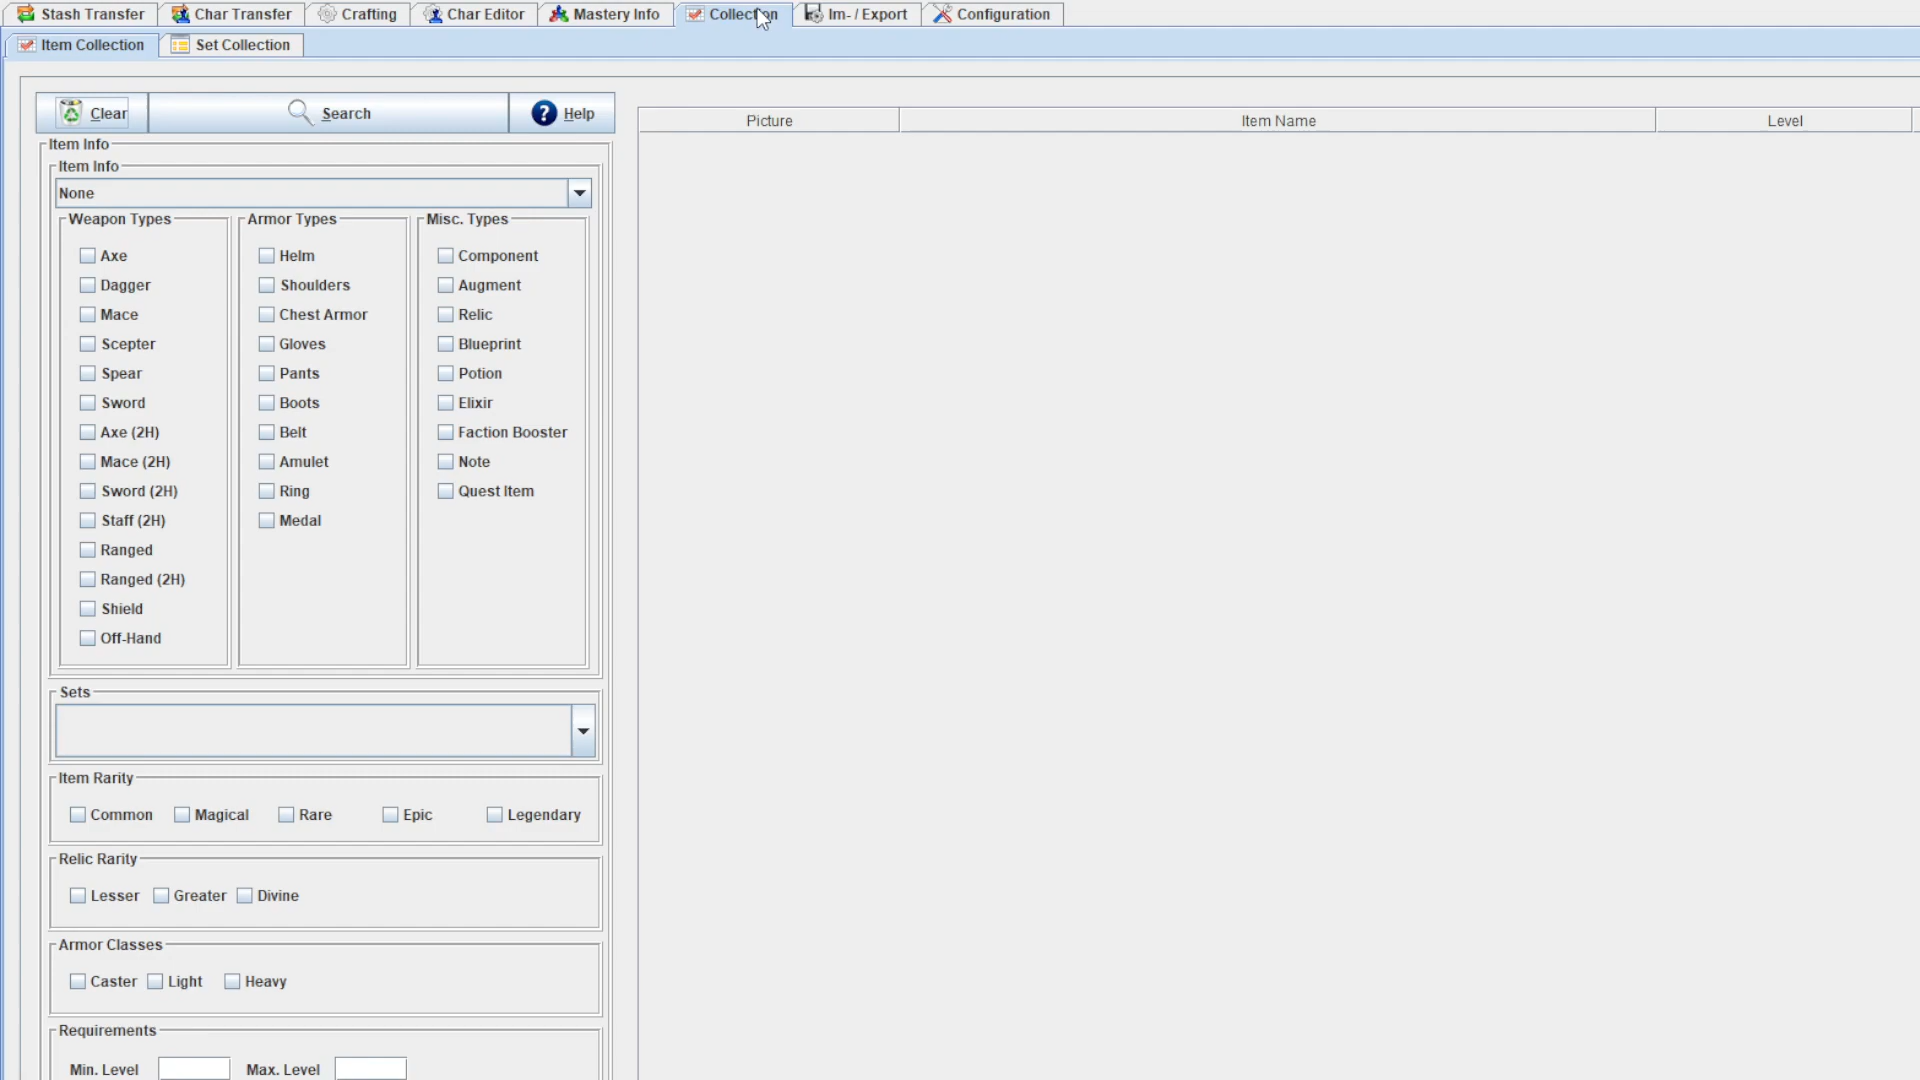 Stash Transfer Char Transfer Crafting Char Editor Mastery Info Collection Im- / Export Configuration
Item Collection Set Collection
Clear Search Help
Picture Item Name Level
Item Info
Item Info
None
Weapon Types Armor Types Misc. Types
Axe Helm Component
Dagger Shoulders Augment
Mace Chest Armor Relic
Scepter Gloves Blueprint
Spear Pants Potion
Sword Boots Elixir
Axe (2H) Belt Faction Booster
Mace (2H) Amulet Note
Sword (2H) Ring Quest Item
Staff (2H) Medal
Ranged
Ranged (2H)
Shield
Off-Hand
Sets
Item Rarity
Common Magical Rare Epic Legendary
Relic Rarity
Lesser Greater Divine
Armor Classes
Caster Light Heavy
Requirements
Min. Level Max. Level